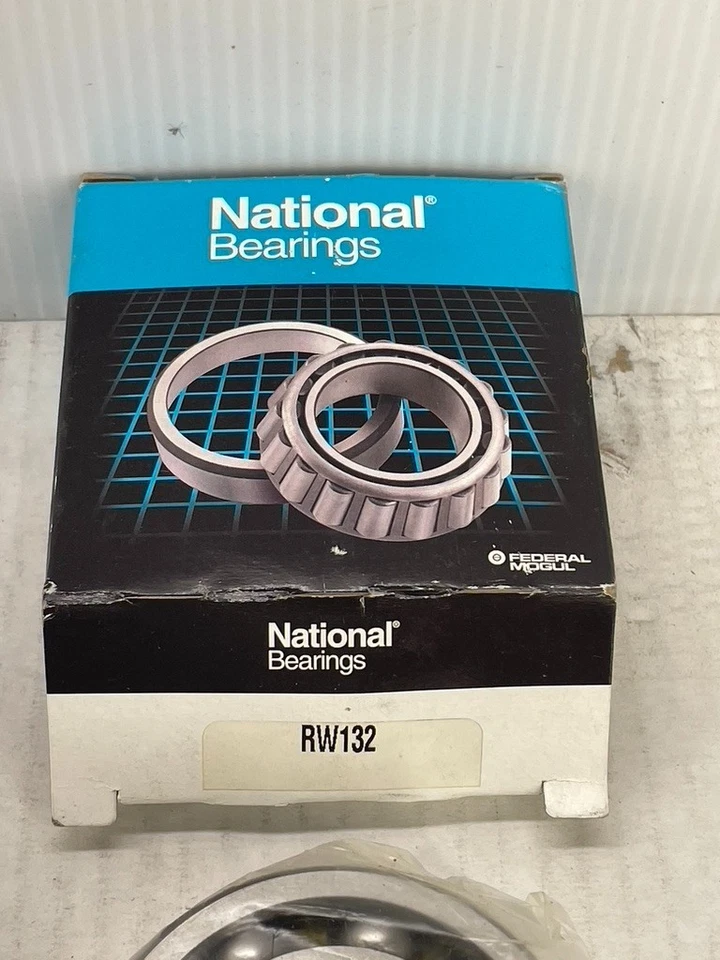 National®
Bearings
FEDERAL
MOGUL
National®
Bearings
RW132